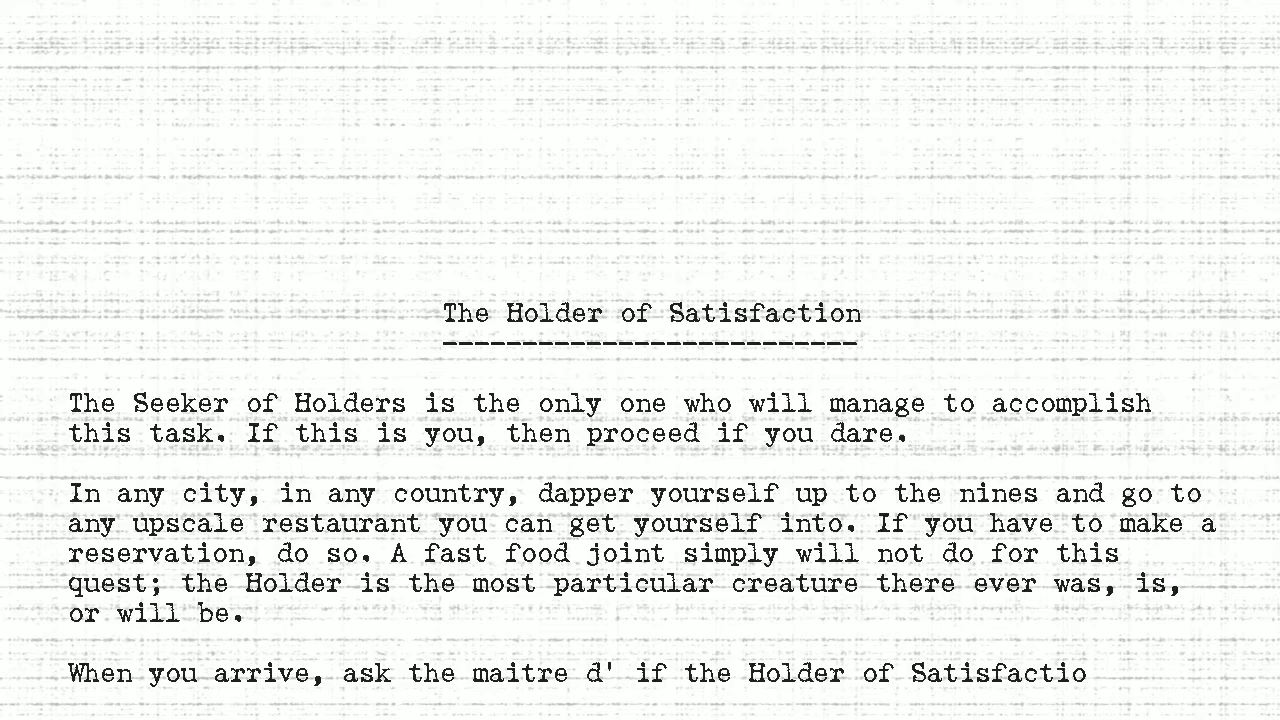 The Holder of Satisfaction
--------------------------
The Seeker of Holders is the only one who will manage to accomplish
this task. If this is you, then proceed if you dare.
In any city, in any country, dapper yourself up to the nines and go to
any upscale restaurant you can get yourself into. If you have to make a
reservation, do so. A fast food joint simply will not do for this
quest; the Holder is the most particular creature there ever was, is,
or will be.
When you arrive, ask the maitre d' if the Holder of Satisfactio